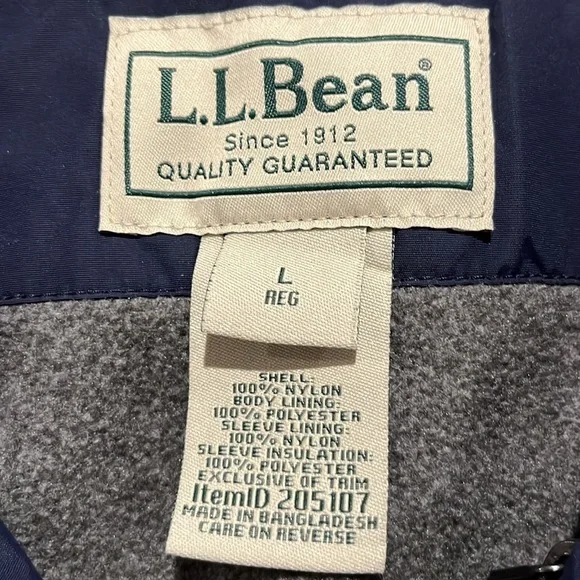 L.L.Bean®
Since 1912
QUALITY GUARANTEED
L
REG
SHELL:
100% NYLON
BODY LINING:
100% POLYESTER
SLEEVE LINING:
100% NYLON
SLEEVE INSULATION:
100% POLYESTER
EXCLUSIVE OF TRIM
ItemID 205107
MADE IN BANGLADESH
CARE ON REVERSE